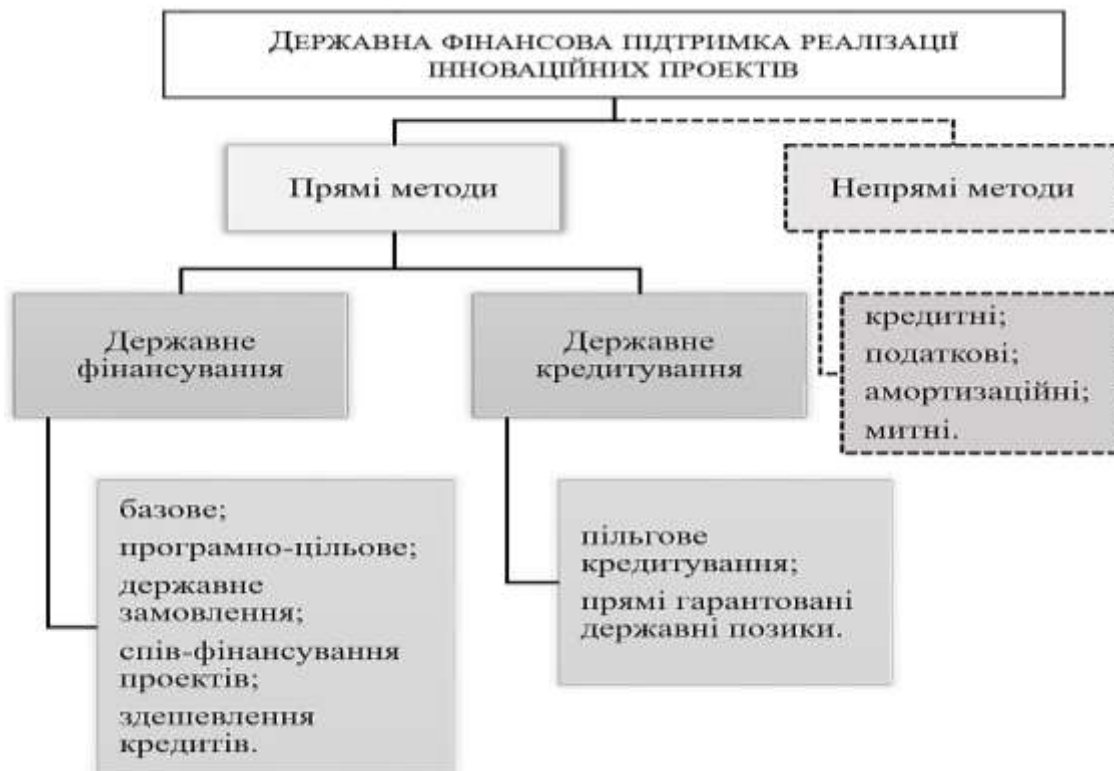 ДЕРЖАВНА ФІНАНСОВА ПІДТРИМКА РЕАЛІЗАЦІЇ
ІННОВАЦІЙНИХ ПРОЕКТІВ
Прямі методи
Непрямі методи
Державне
фінансування
Державне
кредитування
кредитні;
податкові;
амортизаційні;
митні.
базове;
програмно-цільове;
державне
замовлення;
спів-фінансування
проектів;
здешевлення
кредитів.
пільгове
кредитування;
прямі гарантовані
державні позики.